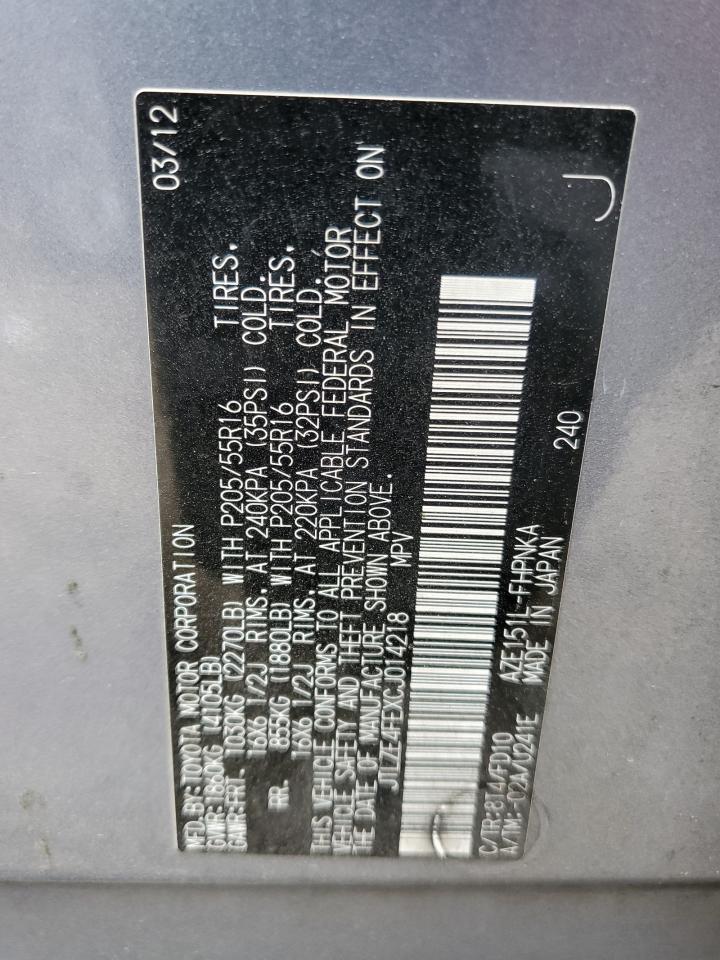 MFD. BY: TOYOTA MOTOR CORPORATION 03/12
GVWR: 1860KG (4105LB)
GAWR: FRT. 1030KG (2270LB) WITH P205/55R16 TIRES,
16X6 1/2J RIMS, AT 240KPA (35PSI) COLD.
RR. 855KG (1880LB) WITH P205/55R16 TIRES,
16X6 1/2J RIMS, AT 220KPA (32PSI) COLD.
THIS VEHICLE CONFORMS TO ALL APPLICABLE FEDERAL MOTOR
VEHICLE SAFETY AND THEFT PREVENTION STANDARDS IN EFFECT ON
THE DATE OF MANUFACTURE SHOWN ABOVE.
JTLZE4FEXCJ014218 MPV
C/TR: 8T4/FD10 AZE151L-FHPNKA
A/TM: -02A/U241E MADE IN JAPAN 240
J